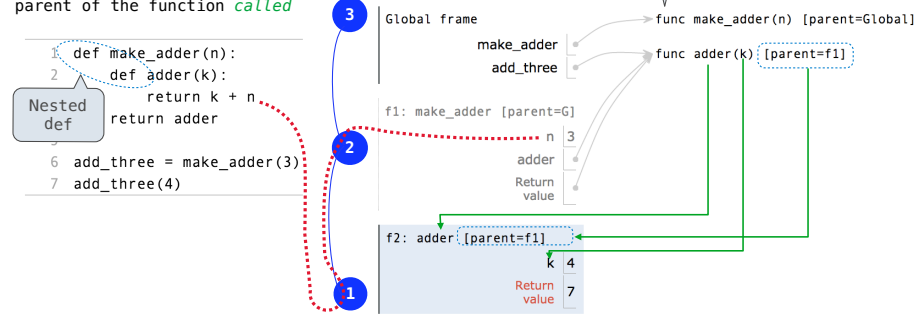 parent of the function called
1 def make_adder(n):
2 def adder(k):
return k + n
return adder
6 add_three = make_adder(3)
7 add_three(4)
Nested
def
3
2
1
Global frame
make_adder
add_three
func make_adder(n) [parent=Global]
func adder(k) [parent=f1]
f1: make_adder [parent=G]
n 3
adder
Return
value
f2: adder [parent=f1]
k 4
Return
value 7